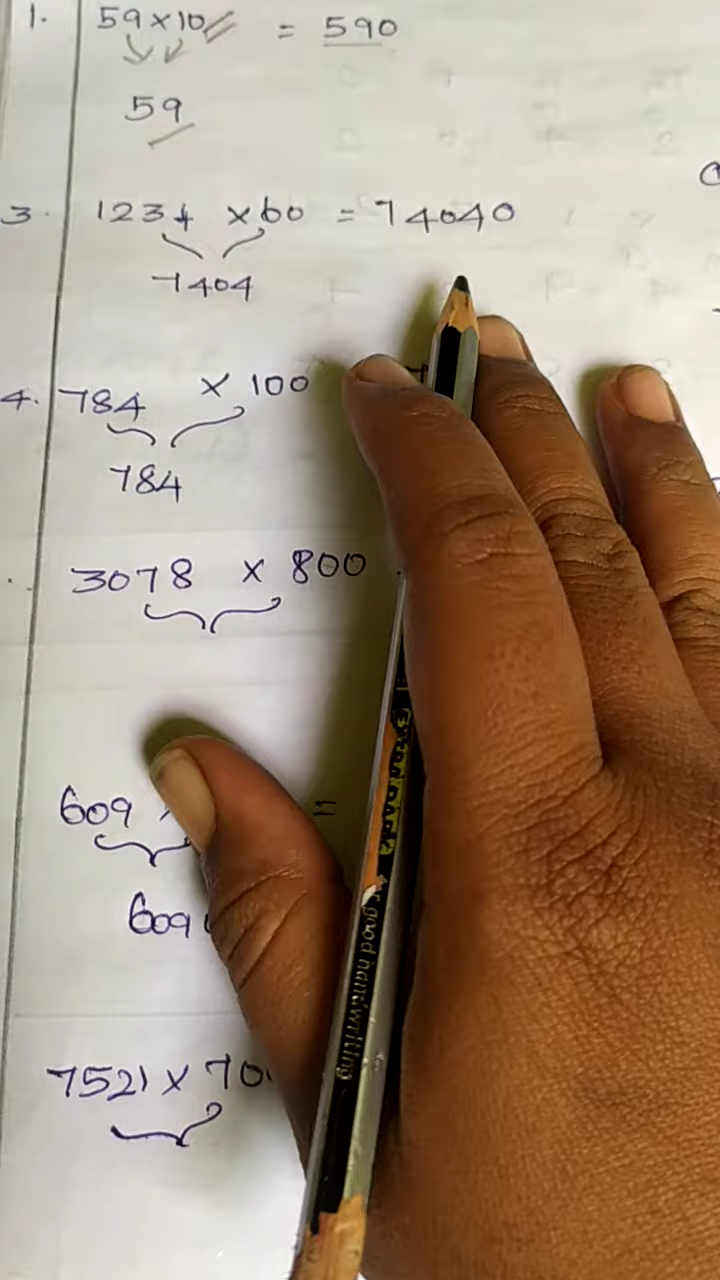 1. 59 x 10 = 590
59
3. 1234 x 60 = 74040
7404
4. 784 x 100
784
3078 x 800
609 =
609
7521 x 70
good handwriting